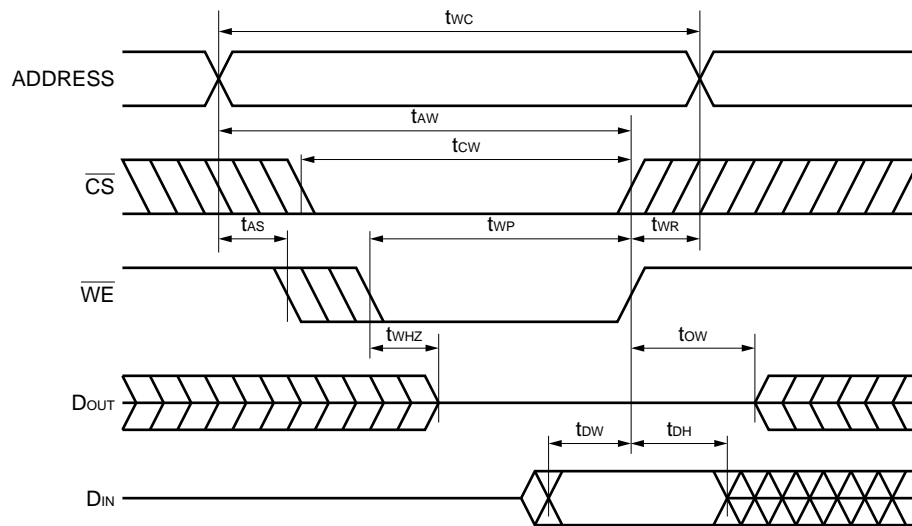 tWC
ADDRESS
tAW
tCW
CS
tAS
tWP
tWR
WE
tWHZ
tOW
DOUT
tDW
tDH
DIN